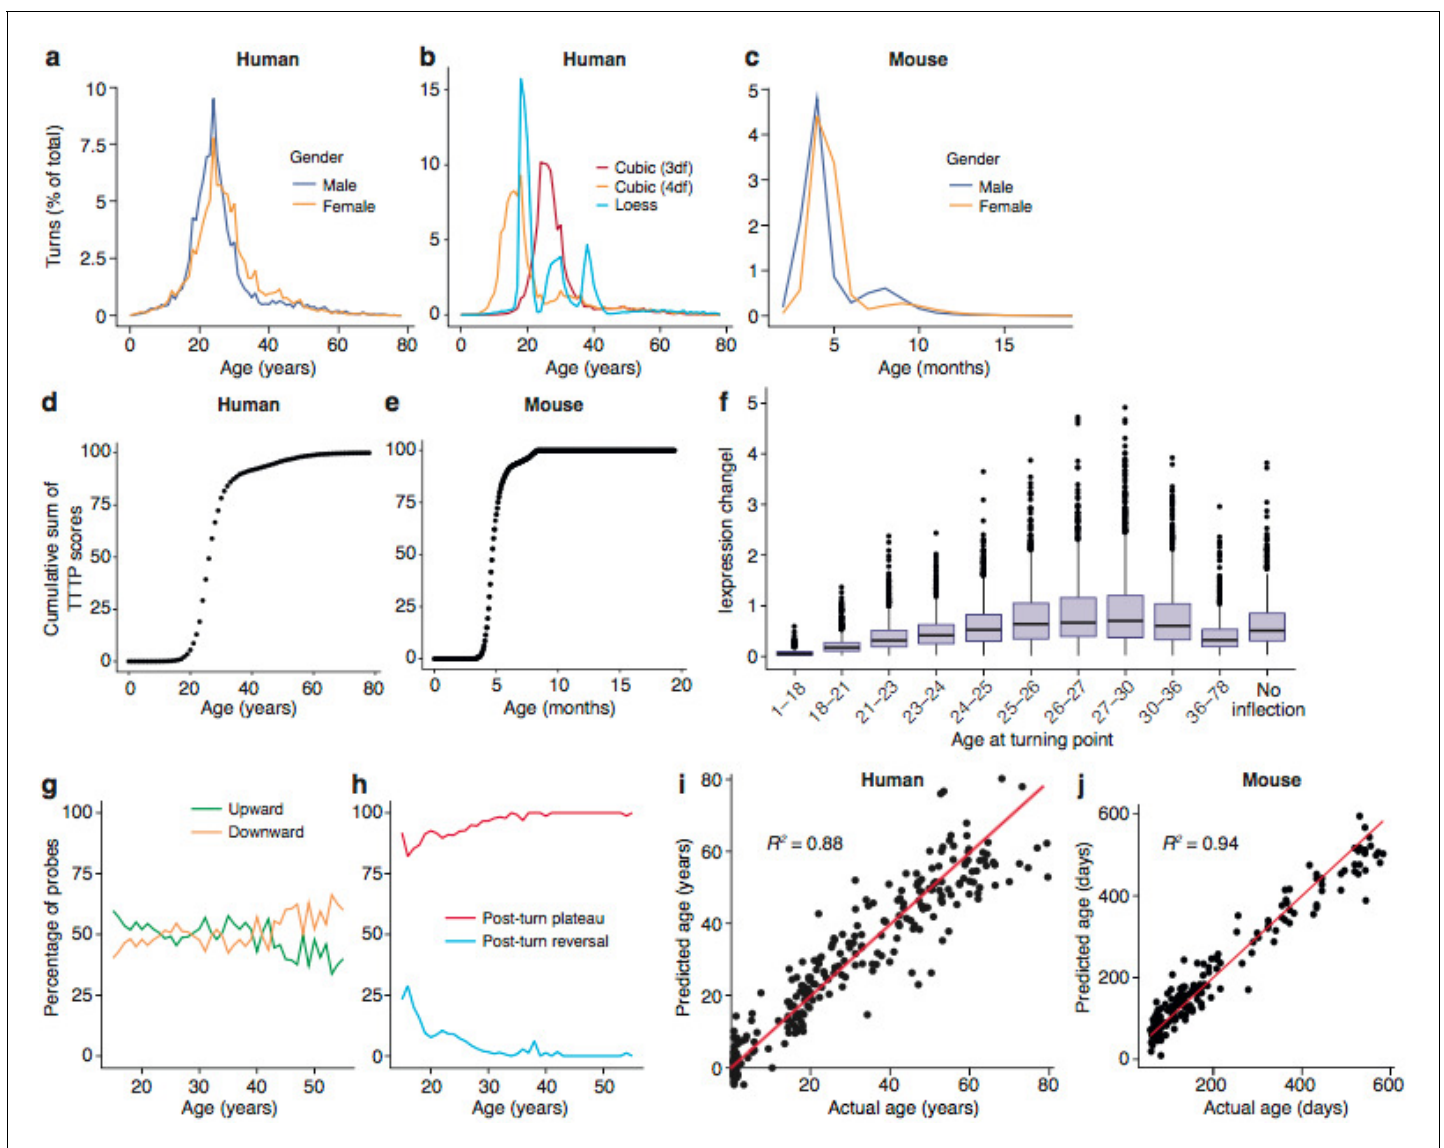 a Human
10
7.5
5
2.5
0
Turns (% of total)
Gender
Male
Female
0 20 40 60 80
Age (years)
b Human
15
10
5
0
Cubic (3df)
Cubic (4df)
Loess
0 20 40 60 80
Age (years)
c Mouse
5
4
3
2
1
0
Gender
Male
Female
5 10 15
Age (months)
d Human
100
75
50
25
0
Cumulative sum of
TTTP scores
0 20 40 60 80
Age (years)
e Mouse
100
75
50
25
0
0 5 10 15 20
Age (months)
f
5
4
3
2
1
0
|expression change|
1–18 18–21 21–23 23–24 24–25 25–26 26–27 27–30 30–36 36–78 No
inflection
Age at turning point
g
100
75
50
25
0
Percentage of probes
Upward
Downward
20 30 40 50
Age (years)
h
100
75
50
25
0
Post-turn plateau
Post-turn reversal
20 30 40 50
Age (years)
i Human
80
60
40
20
0
Predicted age (years)
R² = 0.88
20 40 60 80
Actual age (years)
j Mouse
600
400
200
0
Predicted age (days)
R² = 0.94
200 400 600
Actual age (days)